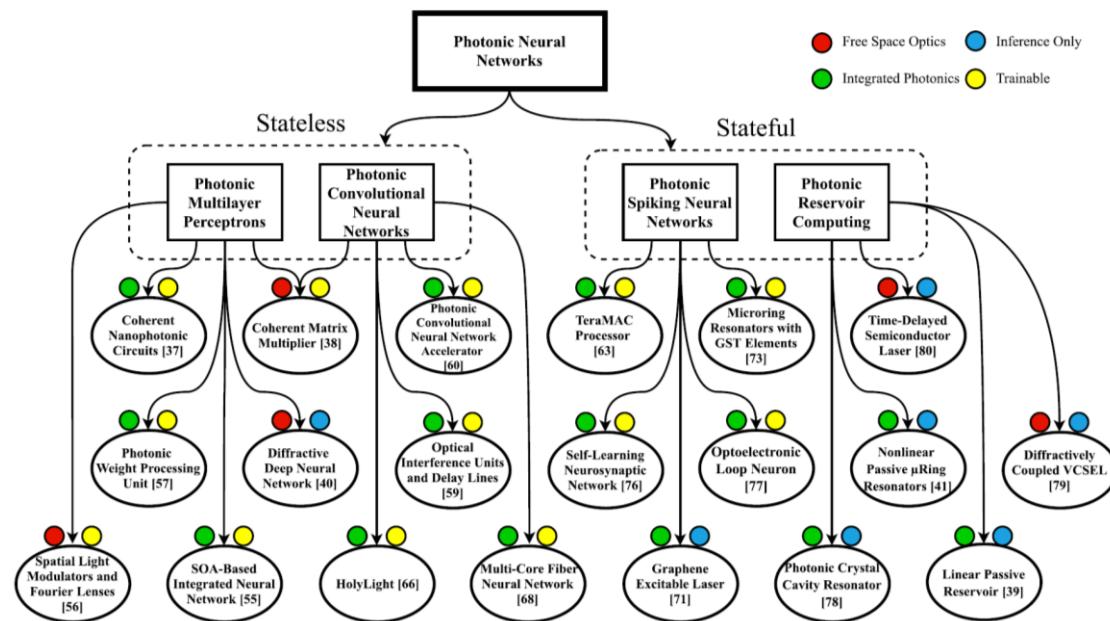 Photonic Neural
Networks
Free Space Optics
Inference Only
Integrated Photonics
Trainable
Stateless
Stateful
Photonic
Multilayer
Perceptrons
Photonic
Convolutional
Neural
Networks
Photonic
Spiking Neural
Networks
Photonic
Reservoir
Computing
Coherent
Nanophotonic
Circuits [37]
Coherent Matrix
Multiplier [38]
Photonic
Convolutional
Neural Network
Accelerator
[60]
TeraMAC
Processor
[63]
Microring
Resonators with
GST Elements
[73]
Time-Delayed
Semiconductor
Laser [80]
Photonic
Weight Processing
Unit [57]
Diffractive
Deep Neural
Network [40]
Optical
Interference Units
and Delay Lines
[59]
Self-Learning
Neurosynaptic
Network [76]
Optoelectronic
Loop Neuron
[77]
Nonlinear
Passive µRing
Resonators [41]
Diffractively
Coupled VCSEL
[79]
Spatial Light
Modulators and
Fourier Lenses
[56]
SOA-Based
Integrated Neural
Network [55]
HolyLight [66]
Multi-Core Fiber
Neural Network
[68]
Graphene
Excitable Laser
[71]
Photonic Crystal
Cavity Resonator
[78]
Linear Passive
Reservoir [39]